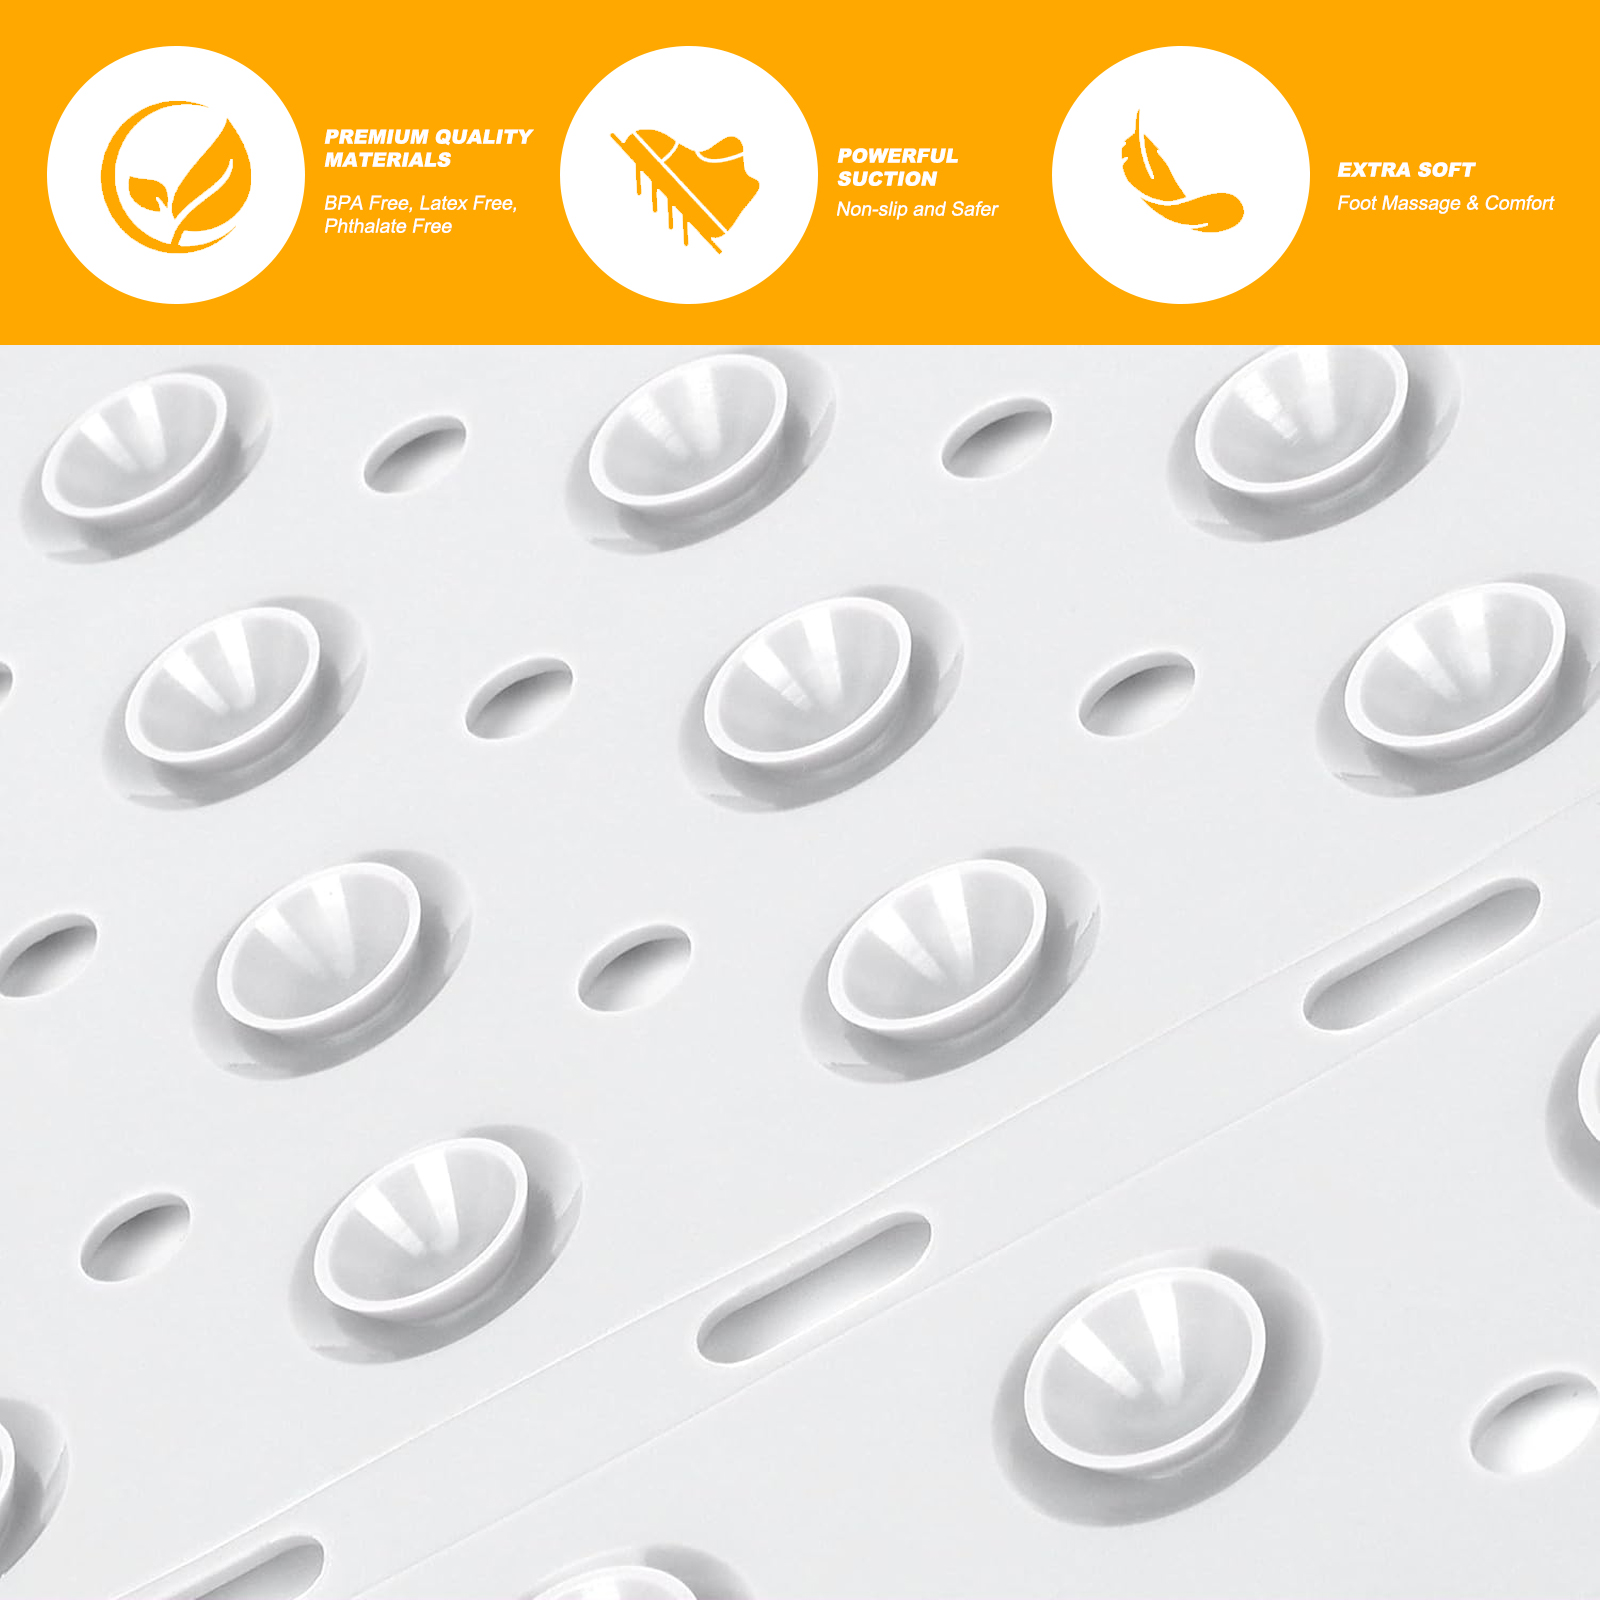 PREMIUM QUALITY
MATERIALS
BPA Free, Latex Free,
Phthalate Free
POWERFUL
SUCTION
Non-slip and Safer
EXTRA SOFT
Foot Massage & Comfort